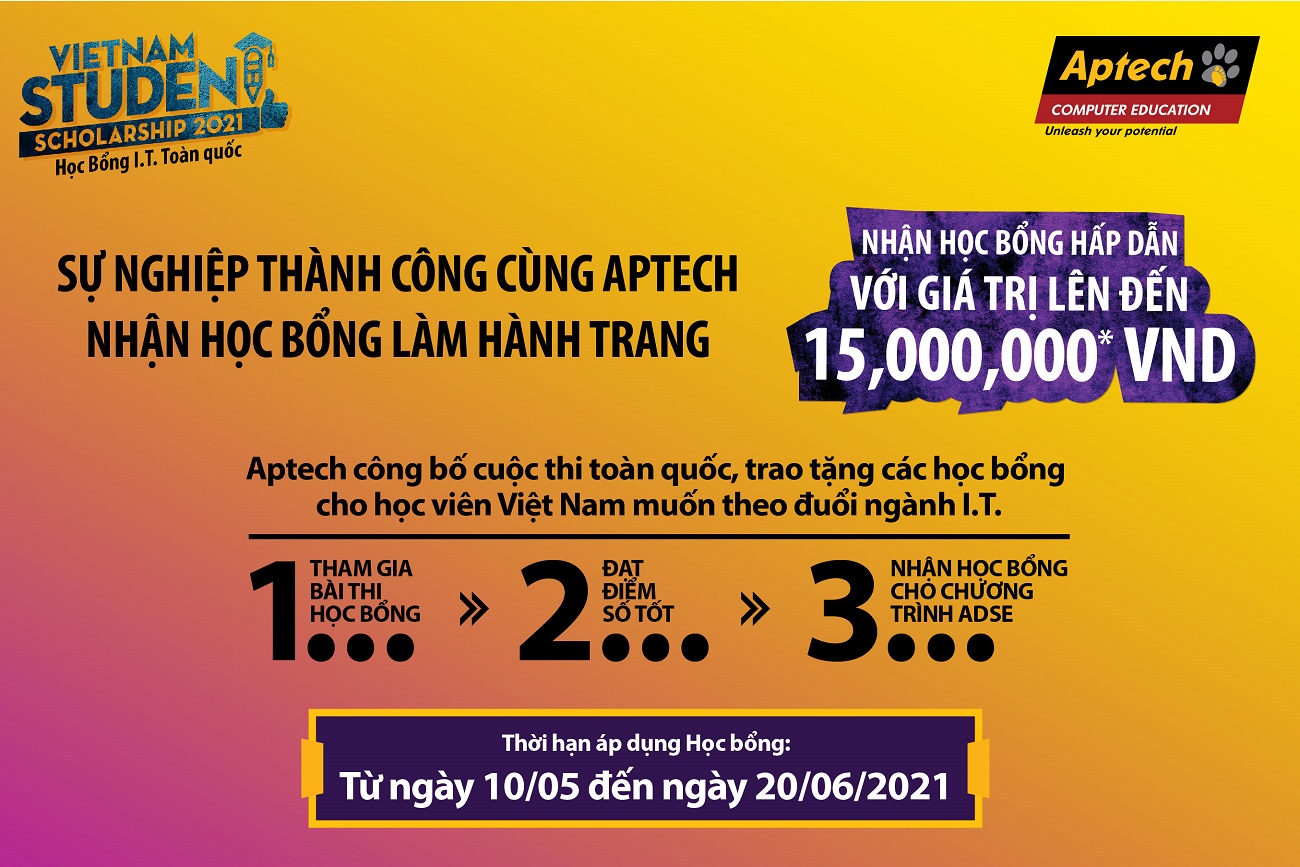 VIETNAM
STUDENT
SCHOLARSHIP 2021
Học Bổng I.T. Toàn quốc
Aptech
COMPUTER EDUCATION
Unleash your potential
SỰ NGHIỆP THÀNH CÔNG CÙNG APTECH
NHẬN HỌC BỔNG LÀM HÀNH TRANG
NHẬN HỌC BỔNG HẤP DẪN
VỚI GIÁ TRỊ LÊN ĐẾN
15,000,000* VND
Aptech công bố cuộc thi toàn quốc, trao tặng các học bổng
cho học viên Việt Nam muốn theo đuổi ngành I.T.
1...
THAM GIA
BÀI THI
HỌC BỔNG
»
2...
ĐẠT
ĐIỂM
SỐ TỐT
»
3...
NHẬN HỌC BỔNG
CHO CHƯƠNG
TRÌNH ADSE
Thời hạn áp dụng Học bổng:
Từ ngày 10/05 đến ngày 20/06/2021